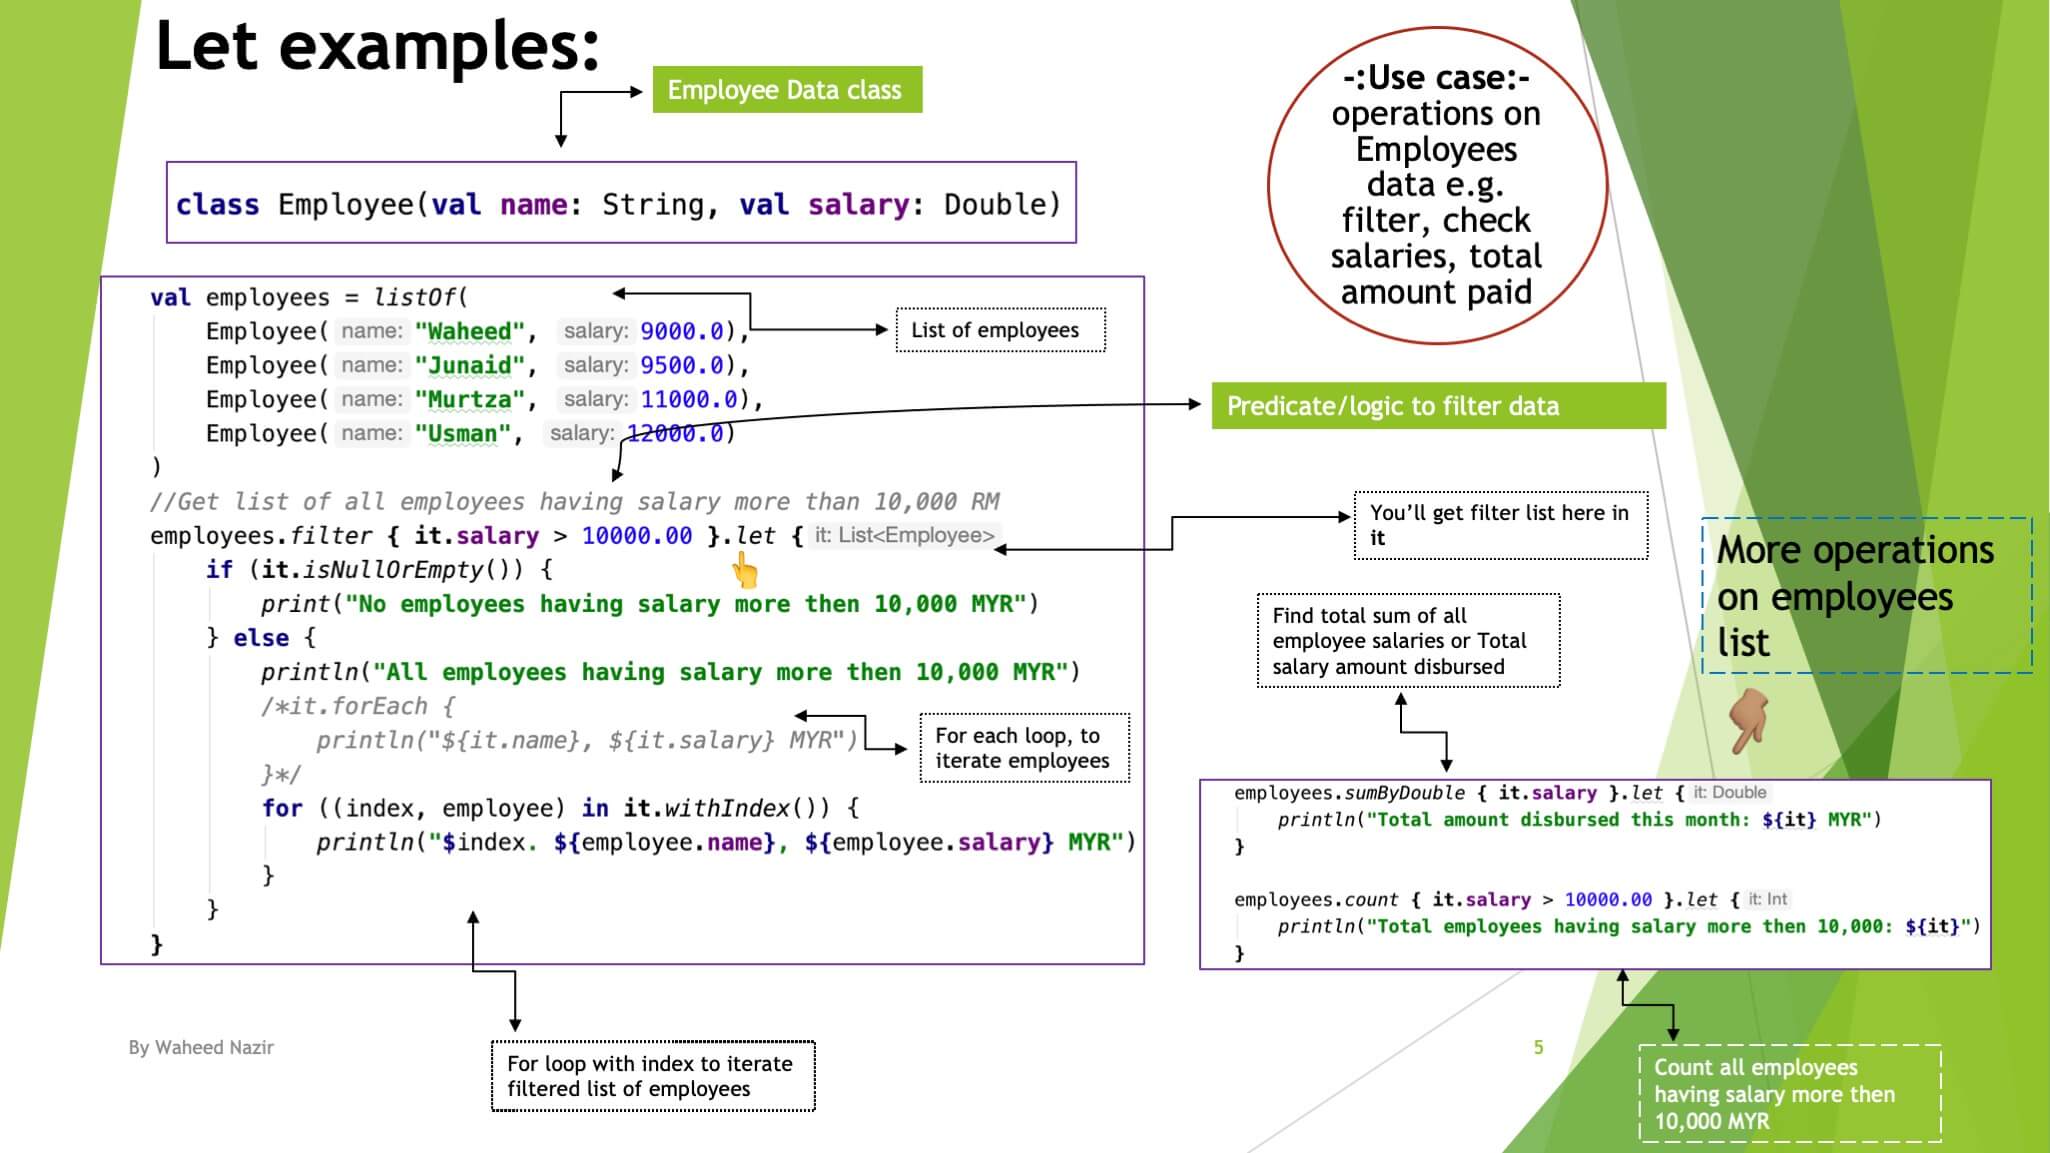 Let examples:
Employee Data class
class Employee(val name: String, val salary: Double)
-:Use case:-
operations on
Employees
data e.g.
filter, check
salaries, total
amount paid
val employees = listOf(
Employee( name: "Waheed", salary: 9000.0),
Employee( name: "Junaid", salary: 9500.0),
Employee( name: "Murtza", salary: 11000.0),
Employee( name: "Usman", salary: 12000.0)
)
List of employees
Predicate/logic to filter data
//Get list of all employees having salary more than 10,000 RM
employees.filter { it.salary > 10000.00 }.let { it: List<Employee>
if (it.isNullOrEmpty()) {
print("No employees having salary more then 10,000 MYR")
} else {
println("All employees having salary more then 10,000 MYR")
/*it.forEach {
println("${it.name}, ${it.salary} MYR")
}*/
for ((index, employee) in it.withIndex()) {
println("$index. ${employee.name}, ${employee.salary} MYR")
}
}
}
You’ll get filter list here in
it
For each loop, to
iterate employees
For loop with index to iterate
filtered list of employees
More operations
on employees
list
Find total sum of all
employee salaries or Total
salary amount disbursed
employees.sumByDouble { it.salary }.let { it: Double
println("Total amount disbursed this month: ${it} MYR")
}
employees.count { it.salary > 10000.00 }.let { it: Int
println("Total employees having salary more then 10,000: ${it}")
}
Count all employees
having salary more then
10,000 MYR
By Waheed Nazir
5